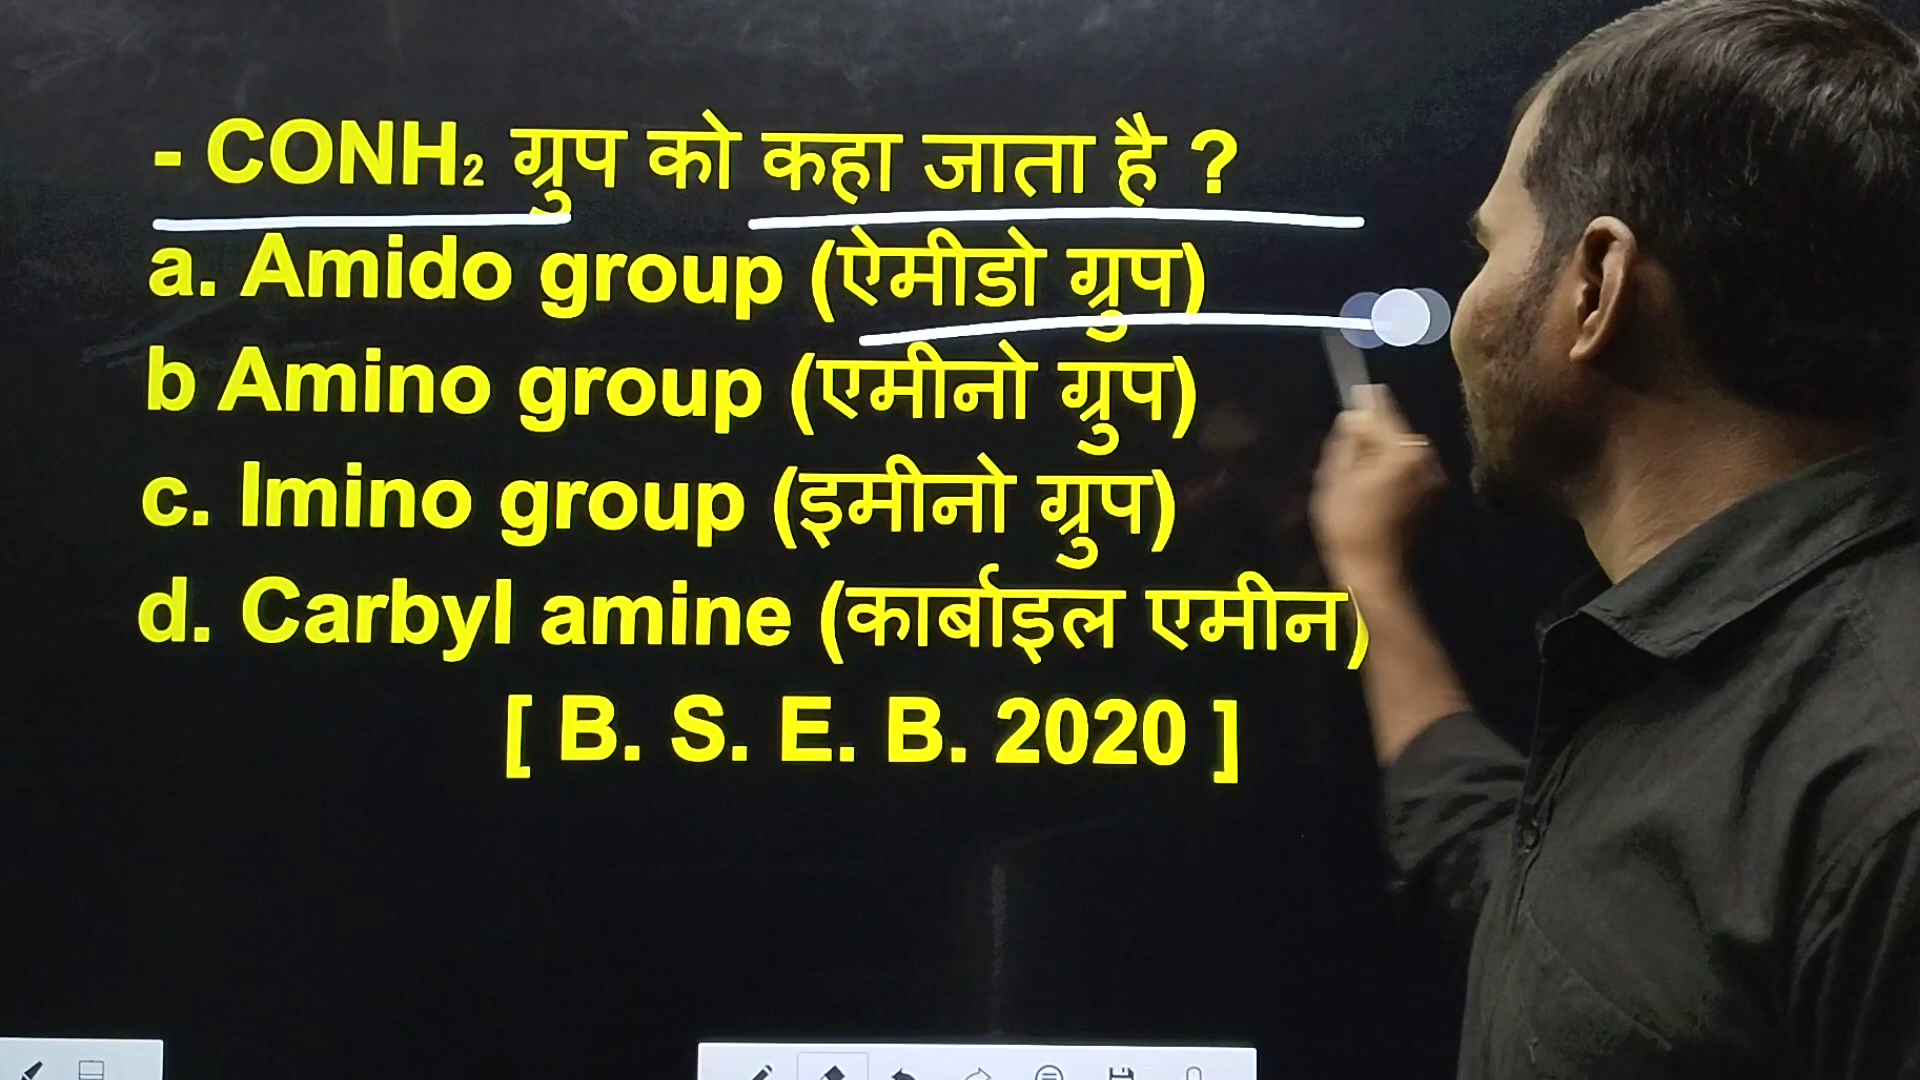 - CONH₂ ग्रुप को कहा जाता है ?
a. Amido group (ऐमीडो ग्रुप)
b Amino group (एमीनो ग्रुप)
c. Imino group (इमीनो ग्रुप)
d. Carbyl amine (कार्बाइल एमीन)
[ B. S. E. B. 2020 ]